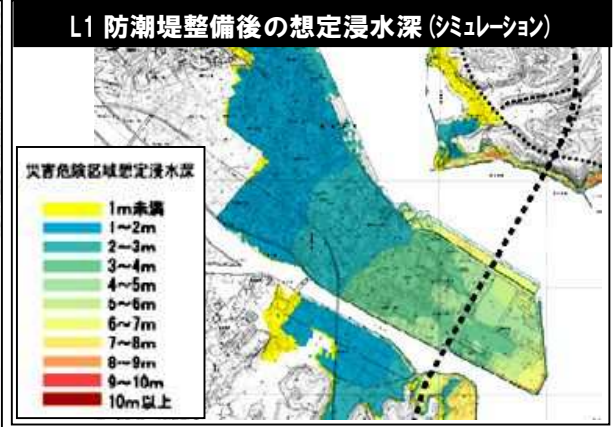 L1 防潮堤整備後の想定浸水深(シミュレーション)
災害危険区域想定浸水深
1m未満
1〜2m
2〜3m
3〜4m
4〜5m
5〜6m
6〜7m
7〜8m
8〜9m
9〜10m
10m以上